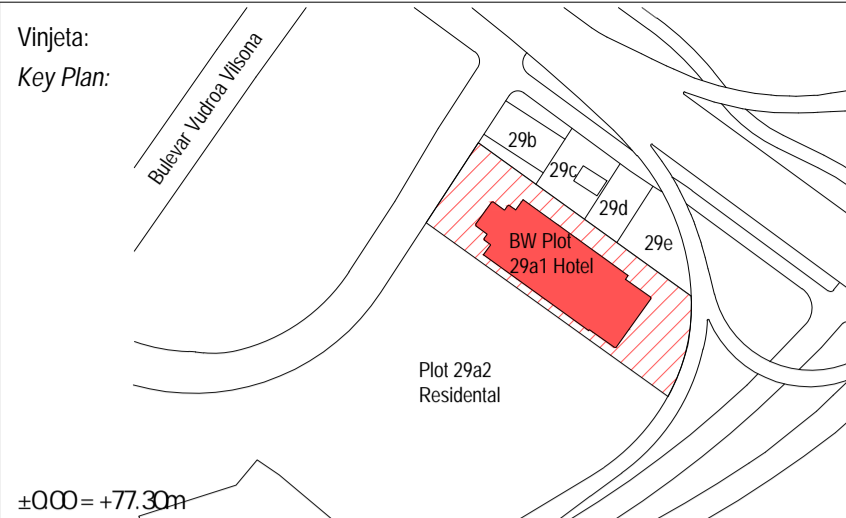 Vinjeta:
Key Plan:
Bulevar Vudroa Vilsona
29b
29c
29d
29e
BW Plot
29a1 Hotel
Plot 29a2
Residental
±0.00 = +77.30m